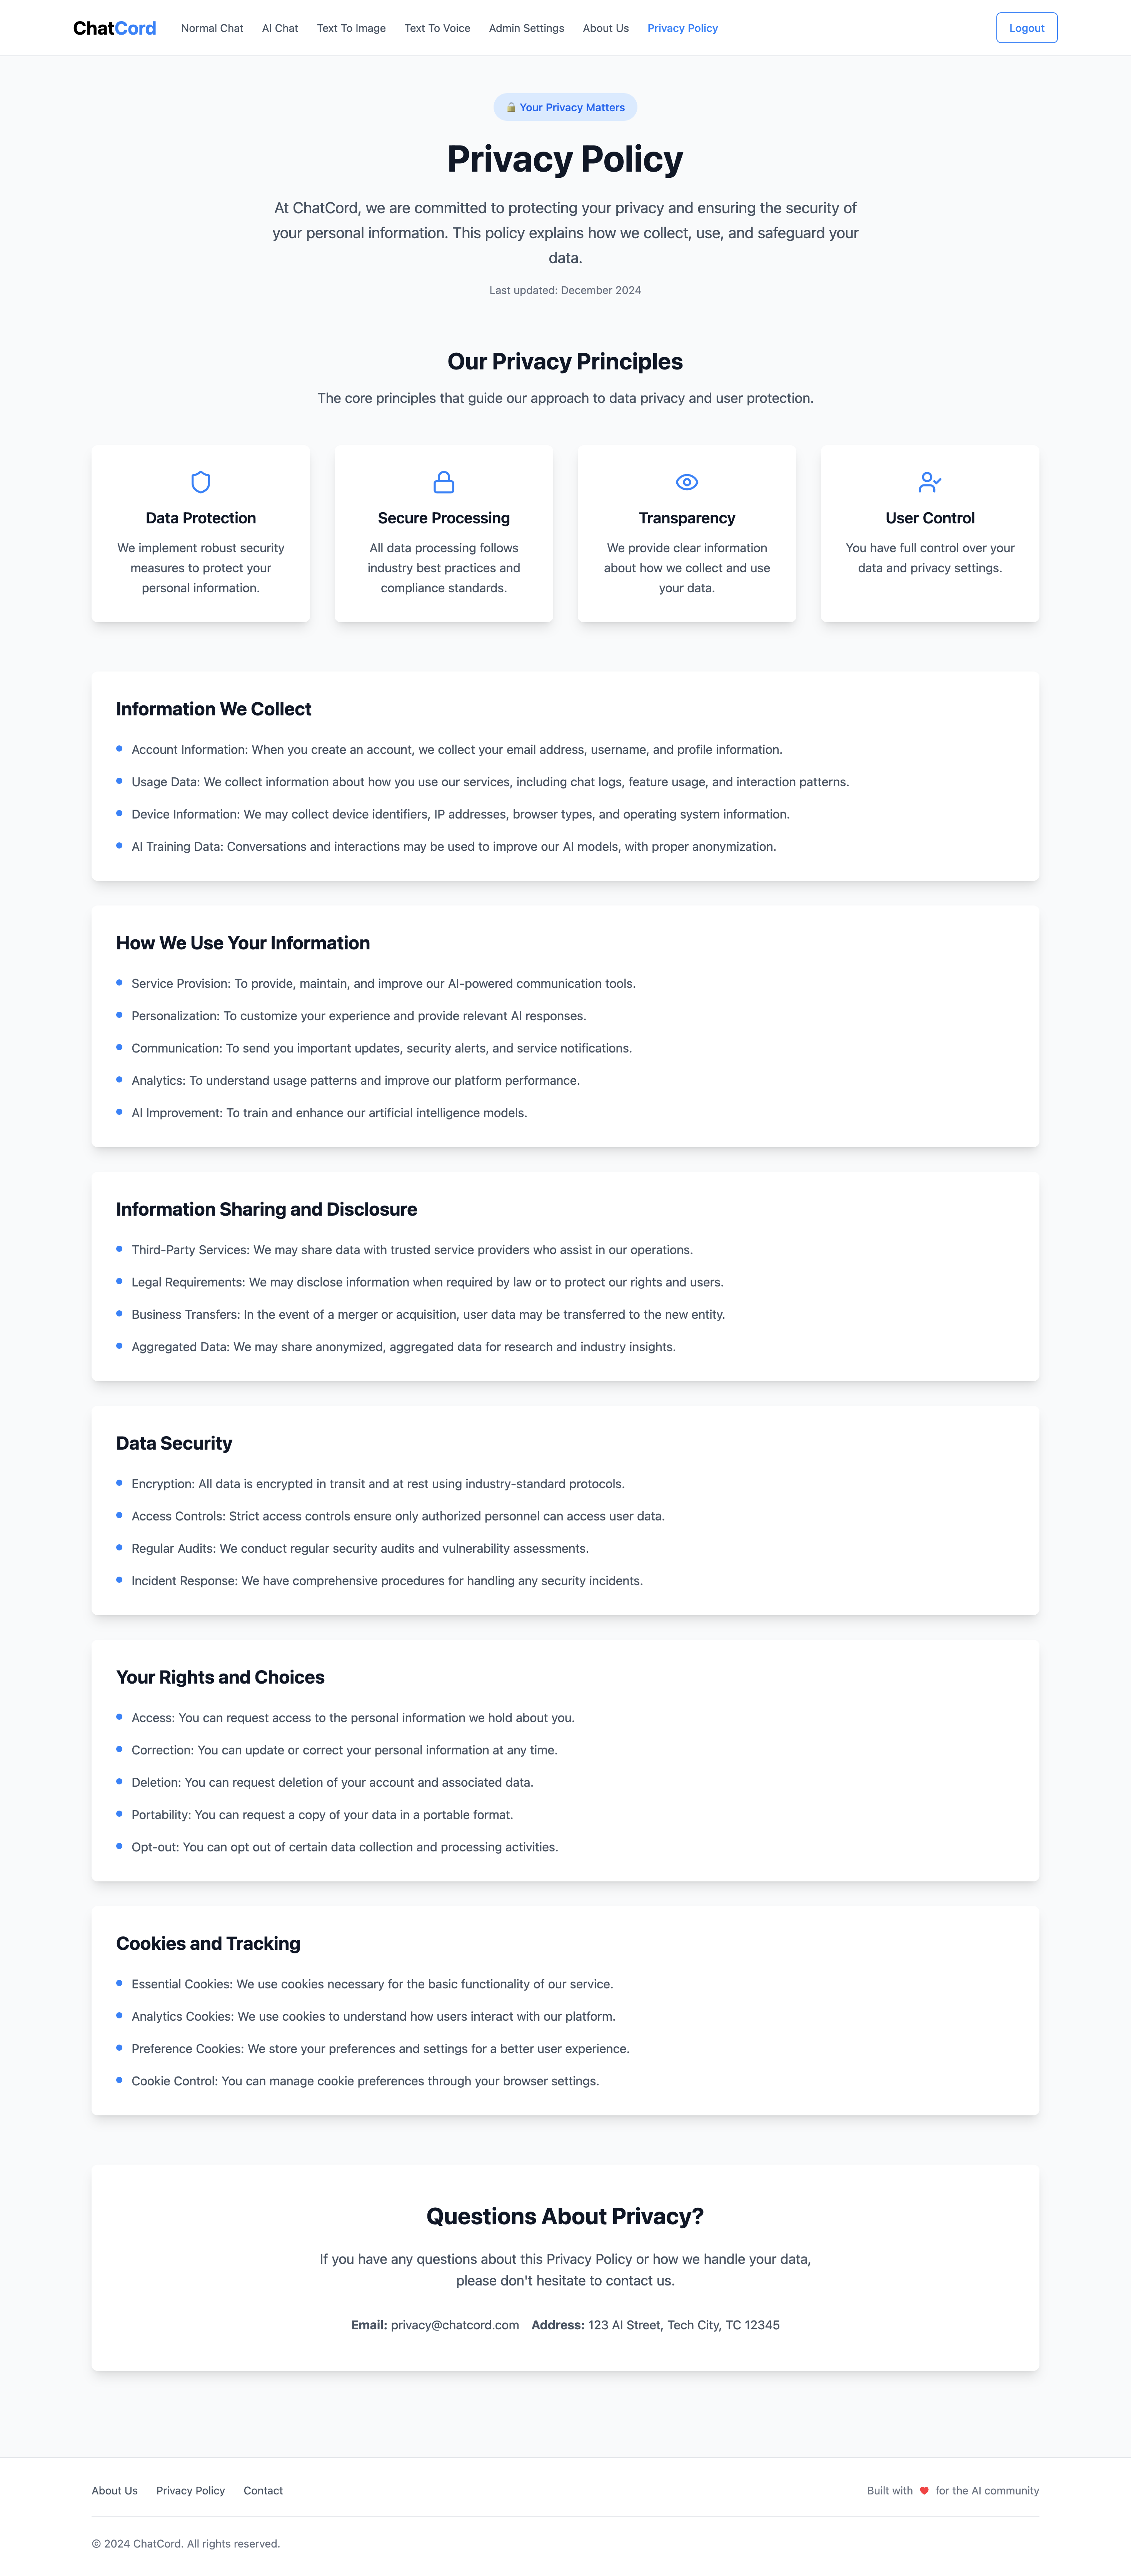 ChatCord
Normal Chat
AI Chat
Text To Image
Text To Voice
Admin Settings
About Us
Privacy Policy
Logout
🔒 Your Privacy Matters
Privacy Policy
At ChatCord, we are committed to protecting your privacy and ensuring the security of
your personal information. This policy explains how we collect, use, and safeguard your
data.
Last updated: December 2024
Our Privacy Principles
The core principles that guide our approach to data privacy and user protection.
Data Protection
We implement robust security
measures to protect your
personal information.
Secure Processing
All data processing follows
industry best practices and
compliance standards.
Transparency
We provide clear information
about how we collect and use
your data.
User Control
You have full control over your
data and privacy settings.
Information We Collect
Account Information: When you create an account, we collect your email address, username, and profile information.
Usage Data: We collect information about how you use our services, including chat logs, feature usage, and interaction patterns.
Device Information: We may collect device identifiers, IP addresses, browser types, and operating system information.
AI Training Data: Conversations and interactions may be used to improve our AI models, with proper anonymization.
How We Use Your Information
Service Provision: To provide, maintain, and improve our AI-powered communication tools.
Personalization: To customize your experience and provide relevant AI responses.
Communication: To send you important updates, security alerts, and service notifications.
Analytics: To understand usage patterns and improve our platform performance.
AI Improvement: To train and enhance our artificial intelligence models.
Information Sharing and Disclosure
Third-Party Services: We may share data with trusted service providers who assist in our operations.
Legal Requirements: We may disclose information when required by law or to protect our rights and users.
Business Transfers: In the event of a merger or acquisition, user data may be transferred to the new entity.
Aggregated Data: We may share anonymized, aggregated data for research and industry insights.
Data Security
Encryption: All data is encrypted in transit and at rest using industry-standard protocols.
Access Controls: Strict access controls ensure only authorized personnel can access user data.
Regular Audits: We conduct regular security audits and vulnerability assessments.
Incident Response: We have comprehensive procedures for handling any security incidents.
Your Rights and Choices
Access: You can request access to the personal information we hold about you.
Correction: You can update or correct your personal information at any time.
Deletion: You can request deletion of your account and associated data.
Portability: You can request a copy of your data in a portable format.
Opt-out: You can opt out of certain data collection and processing activities.
Cookies and Tracking
Essential Cookies: We use cookies necessary for the basic functionality of our service.
Analytics Cookies: We use cookies to understand how users interact with our platform.
Preference Cookies: We store your preferences and settings for a better user experience.
Cookie Control: You can manage cookie preferences through your browser settings.
Questions About Privacy?
If you have any questions about this Privacy Policy or how we handle your data,
please don't hesitate to contact us.
Email: privacy@chatcord.com Address: 123 AI Street, Tech City, TC 12345
About Us
Privacy Policy
Contact
Built with ❤️ for the AI community
© 2024 ChatCord. All rights reserved.